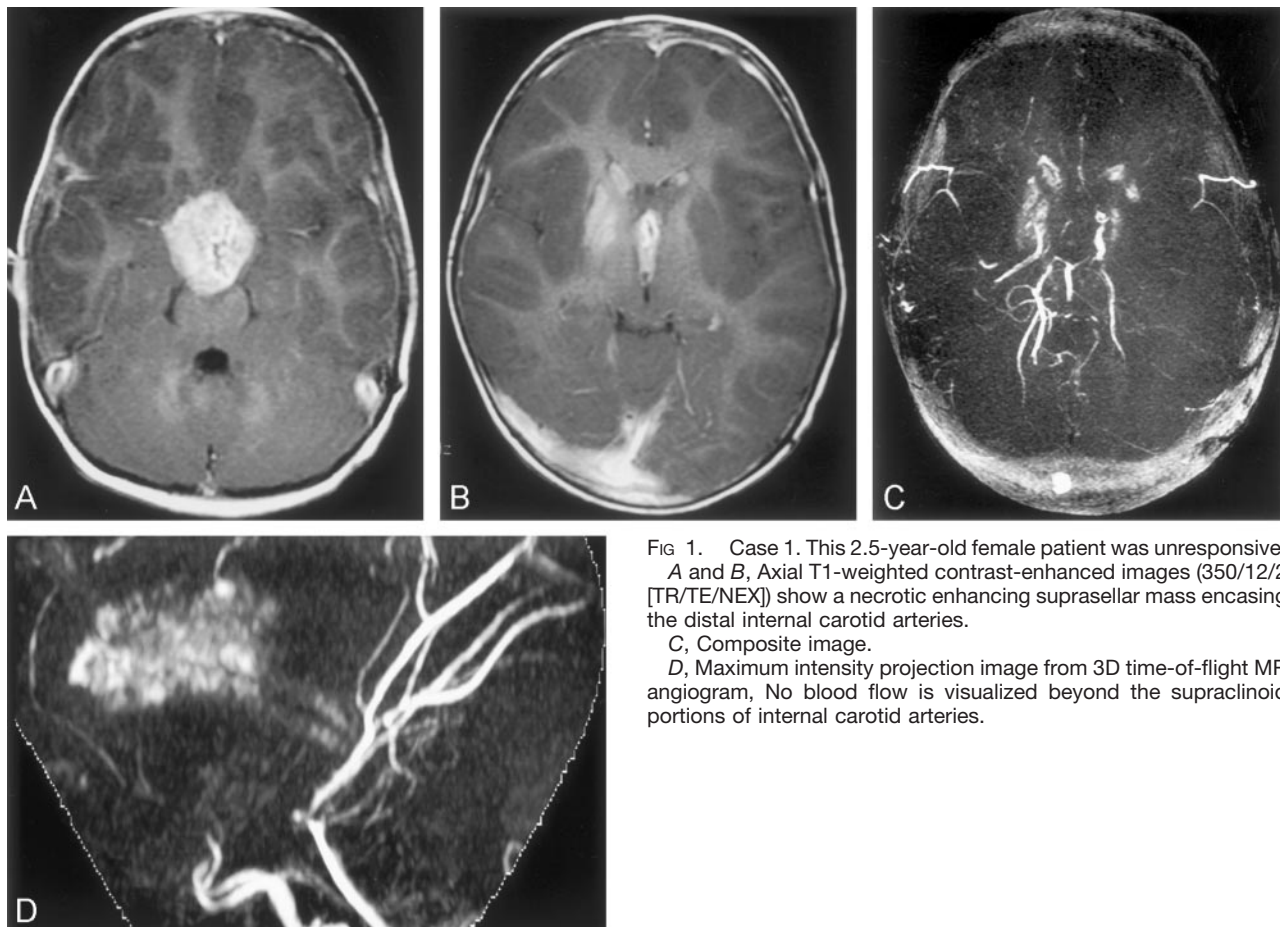 A
B
C
D
FIG 1. Case 1. This 2.5-year-old female patient was unresponsive
A and B, Axial T1-weighted contrast-enhanced images (350/12/2
[TR/TE/NEX]) show a necrotic enhancing suprasellar mass encasing
the distal internal carotid arteries.
C, Composite image.
D, Maximum intensity projection image from 3D time-of-flight MR
angiogram, No blood flow is visualized beyond the supraclinoid
portions of internal carotid arteries.